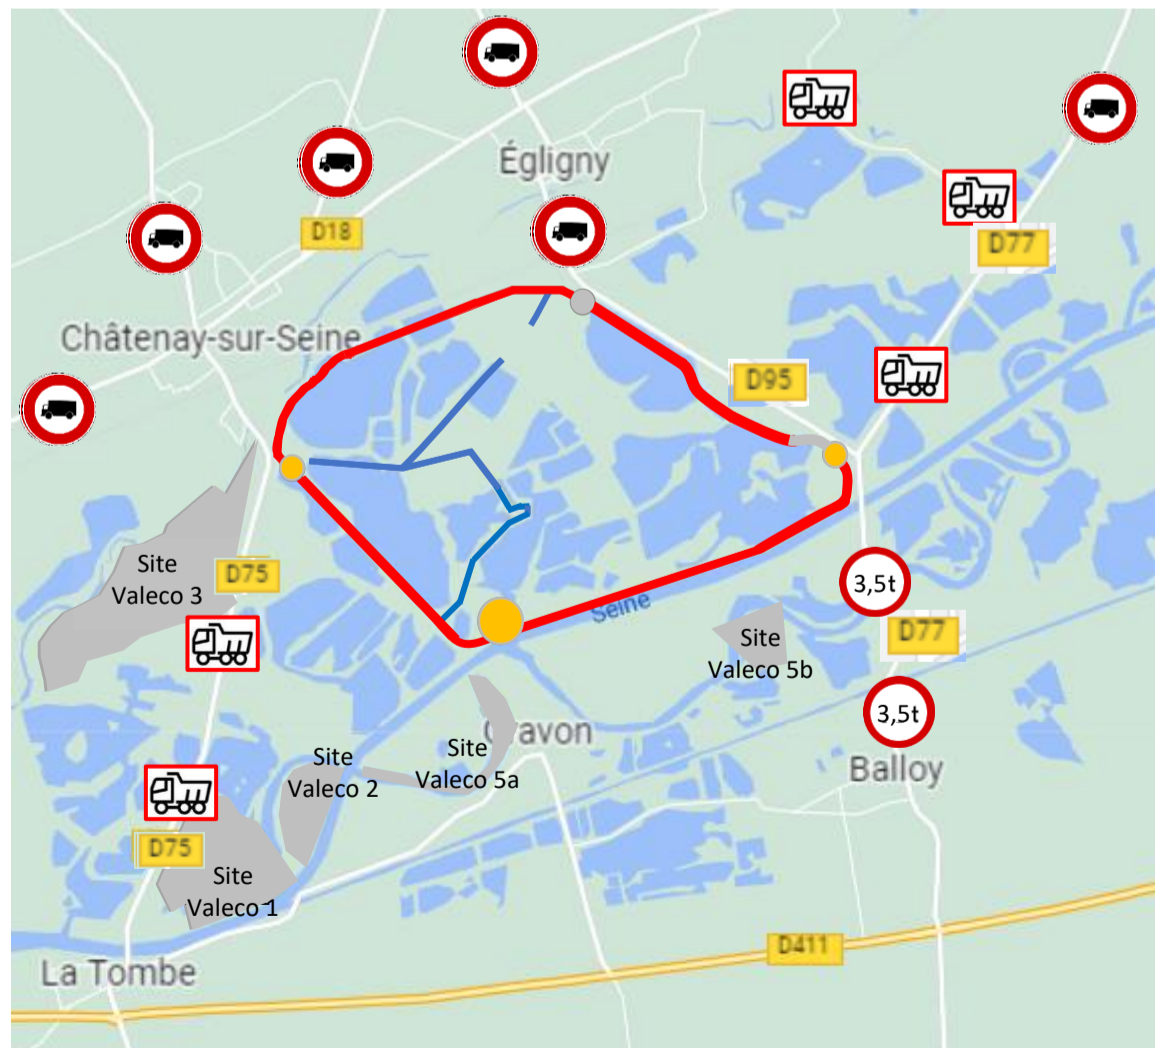 Égligny
D18
D77
Châtenay-sur-Seine
D95
Site
Valeco 3
D75
3,5t
Seine
D77
Site
Valeco 5b
3,5t
Gravon
Site
Valeco 5a
Site
Valeco 2
Balloy
D75
Site
Valeco 1
D411
La Tombe